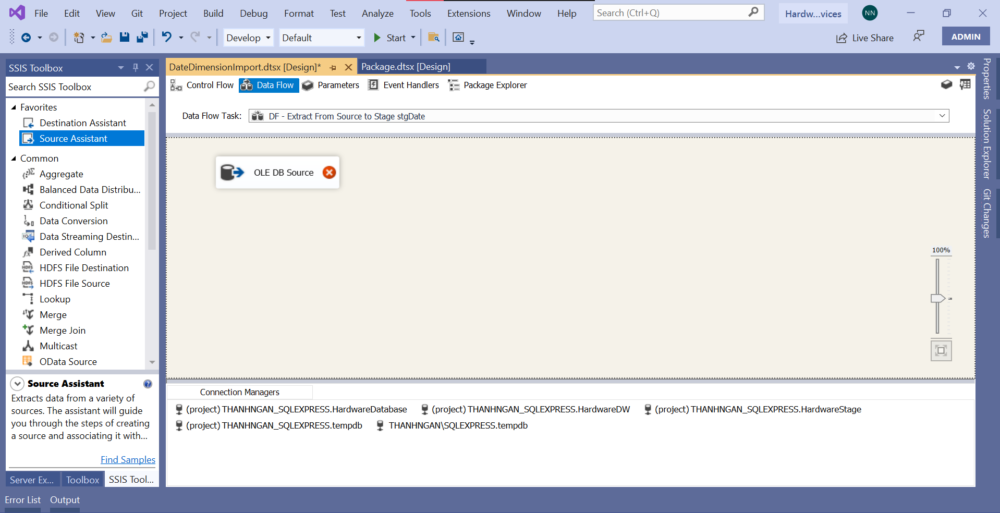 File Edit View Git Project Build Debug Format Test Analyze Tools Extensions Window Help Search (Ctrl+Q) Hardw...vices NN
Develop Default Start Live Share ADMIN
SSIS Toolbox
Search SSIS Toolbox
Favorites
Destination Assistant
Source Assistant
Common
Aggregate
Balanced Data Distribu...
Conditional Split
Data Conversion
Data Streaming Destin...
Derived Column
HDFS File Destination
HDFS File Source
Lookup
Merge
Merge Join
Multicast
OData Source
Source Assistant
Extracts data from a variety of
sources. The assistant will guide
you through the steps of creating
a source and associating it with...
Find Samples
Server Ex... Toolbox SSIS Tool...
DateDimensionImport.dtsx [Design]* Package.dtsx [Design]
Control Flow Data Flow Parameters Event Handlers Package Explorer
Data Flow Task: DF - Extract From Source to Stage stgDate
OLE DB Source
100%
Connection Managers
(project) THANHNGAN_SQLEXPRESS.HardwareDatabase (project) THANHNGAN_SQLEXPRESS.HardwareDW (project) THANHNGAN_SQLEXPRESS.HardwareStage
(project) THANHNGAN_SQLEXPRESS.tempdb THANHNGAN\SQLEXPRESS.tempdb
Properties
Solution Explorer
Git Changes
Error List Output